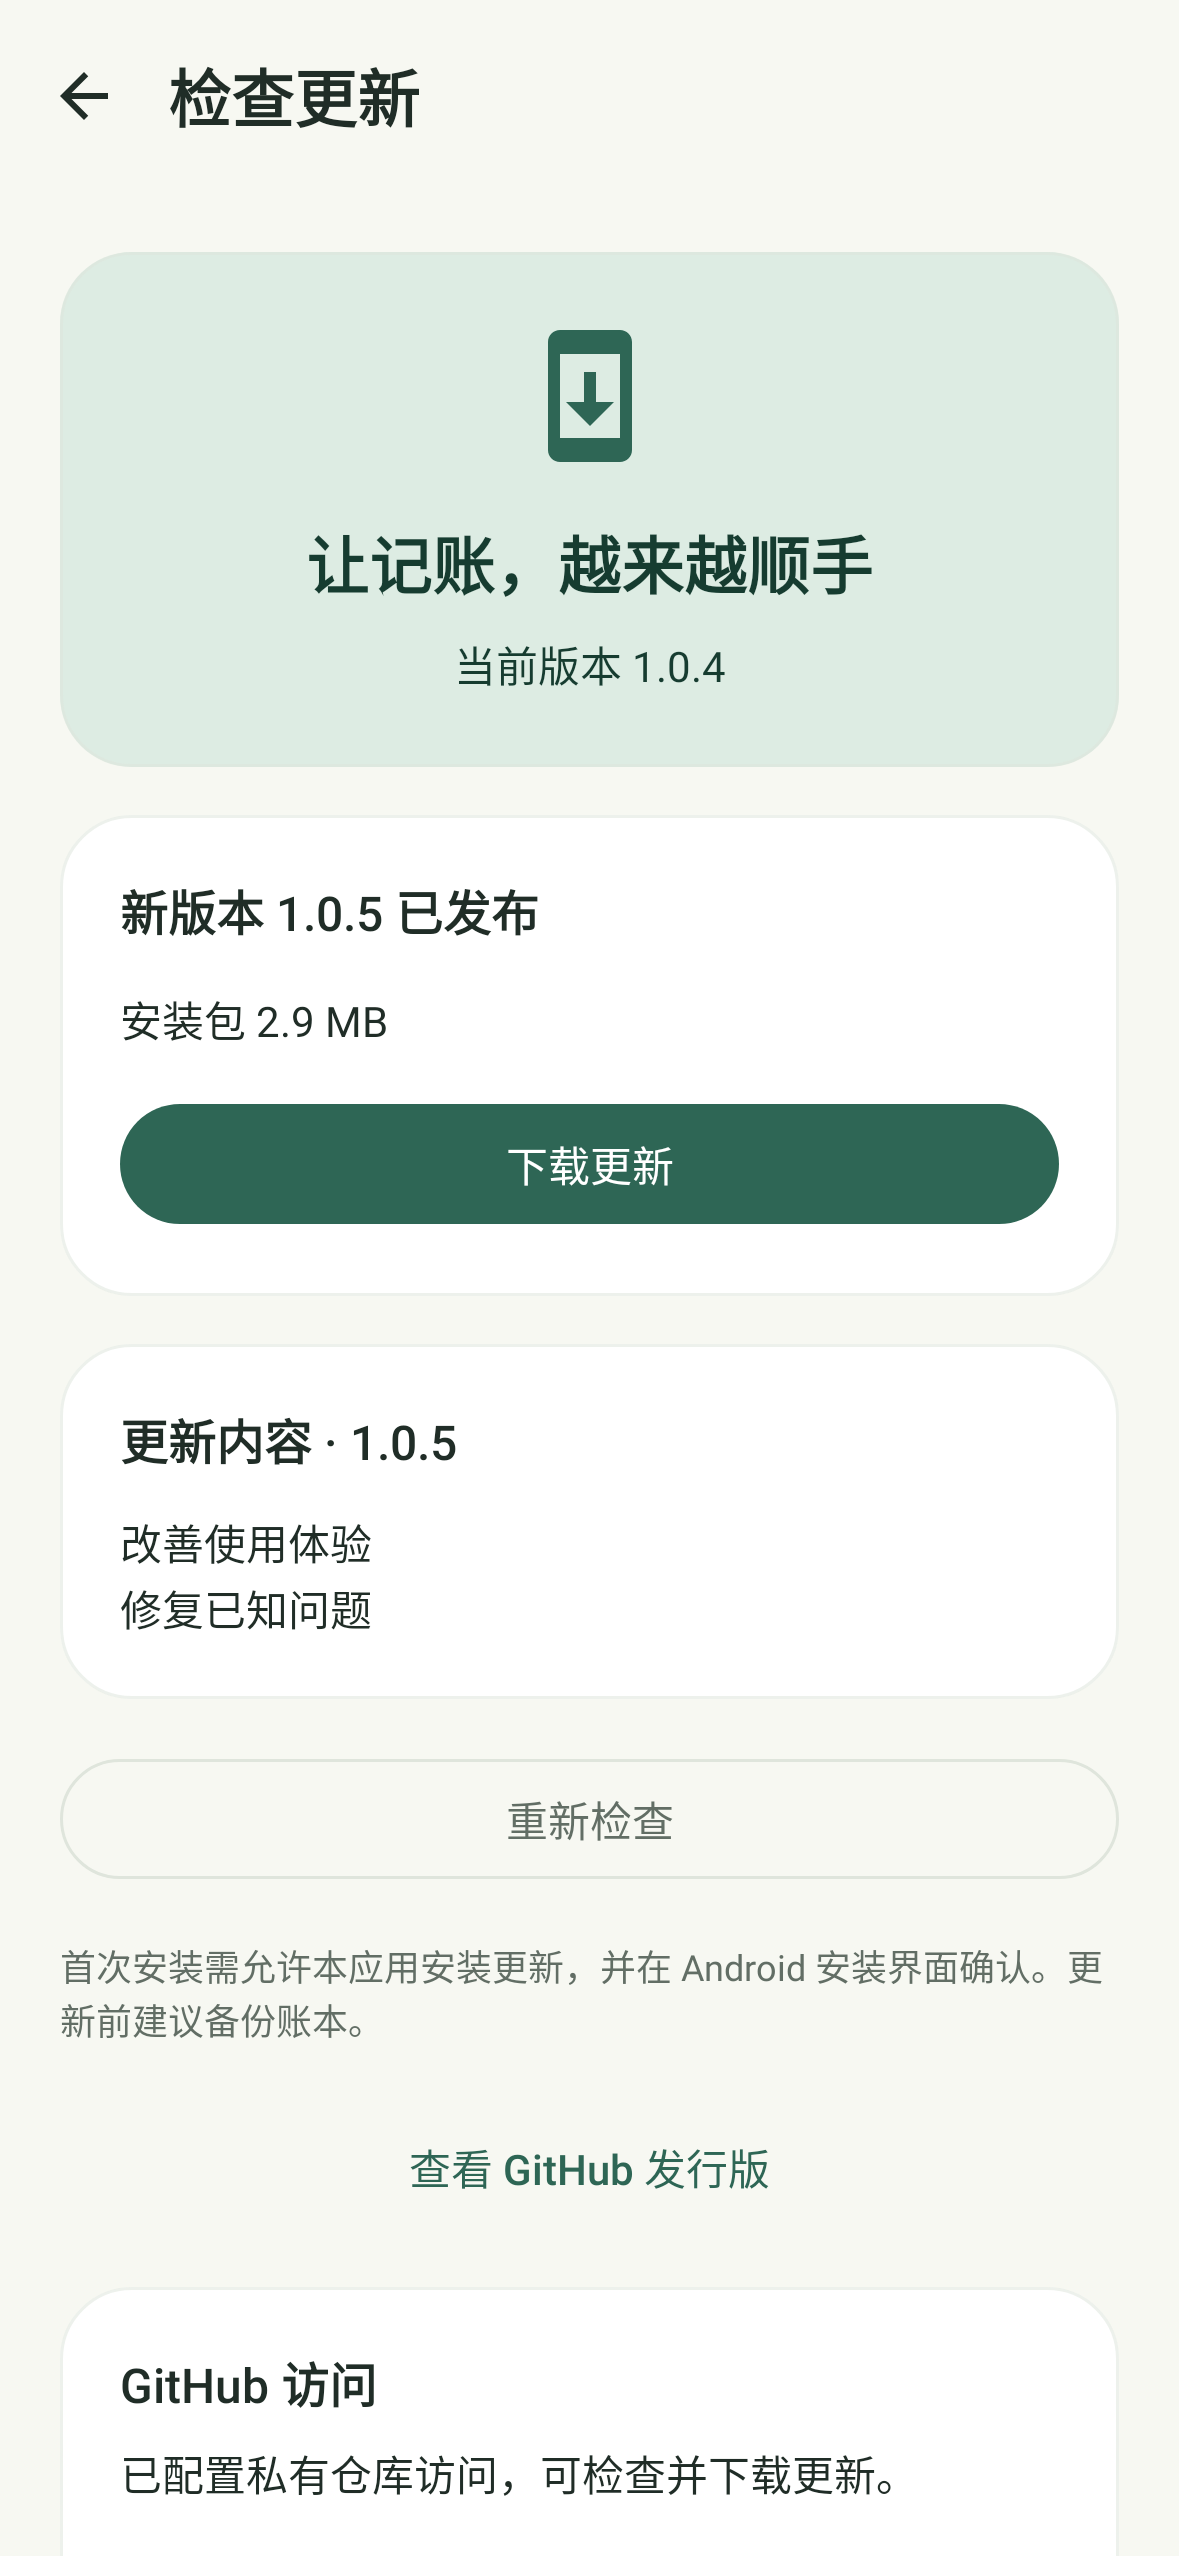 检查更新
让记账，越来越顺手
当前版本 1.0.4
新版本 1.0.5 已发布
安装包 2.9 MB
下载更新
更新内容 · 1.0.5
改善使用体验
修复已知问题
重新检查
首次安装需允许本应用安装更新，并在 Android 安装界面确认。更
新前建议备份账本。
查看 GitHub 发行版
GitHub 访问
已配置私有仓库访问，可检查并下载更新。